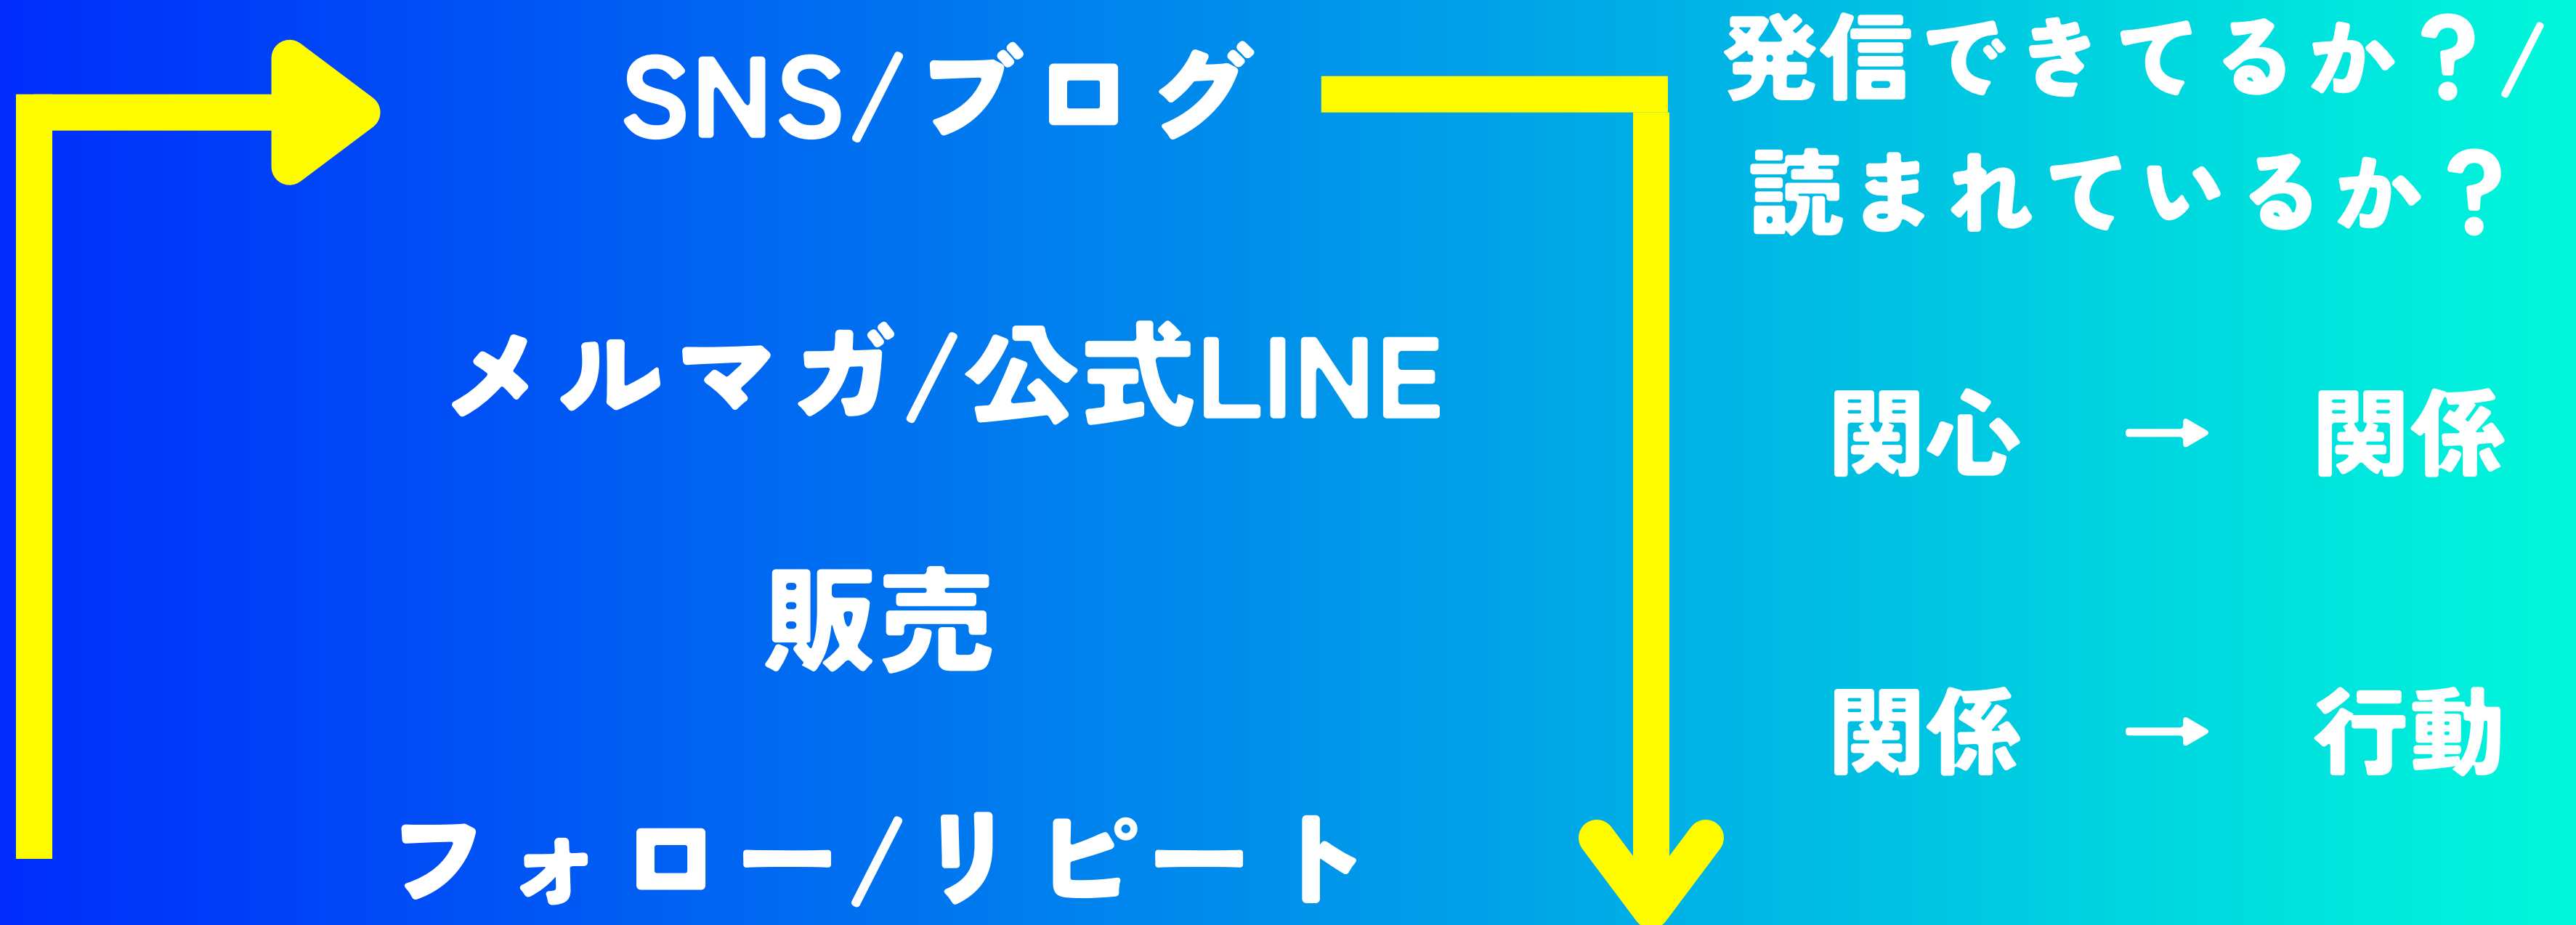 SNS/ブログ
メルマガ/公式LINE
販売
フォロー/リピート
発信できてるか？/
読まれているか？
関心 → 関係
関係 → 行動